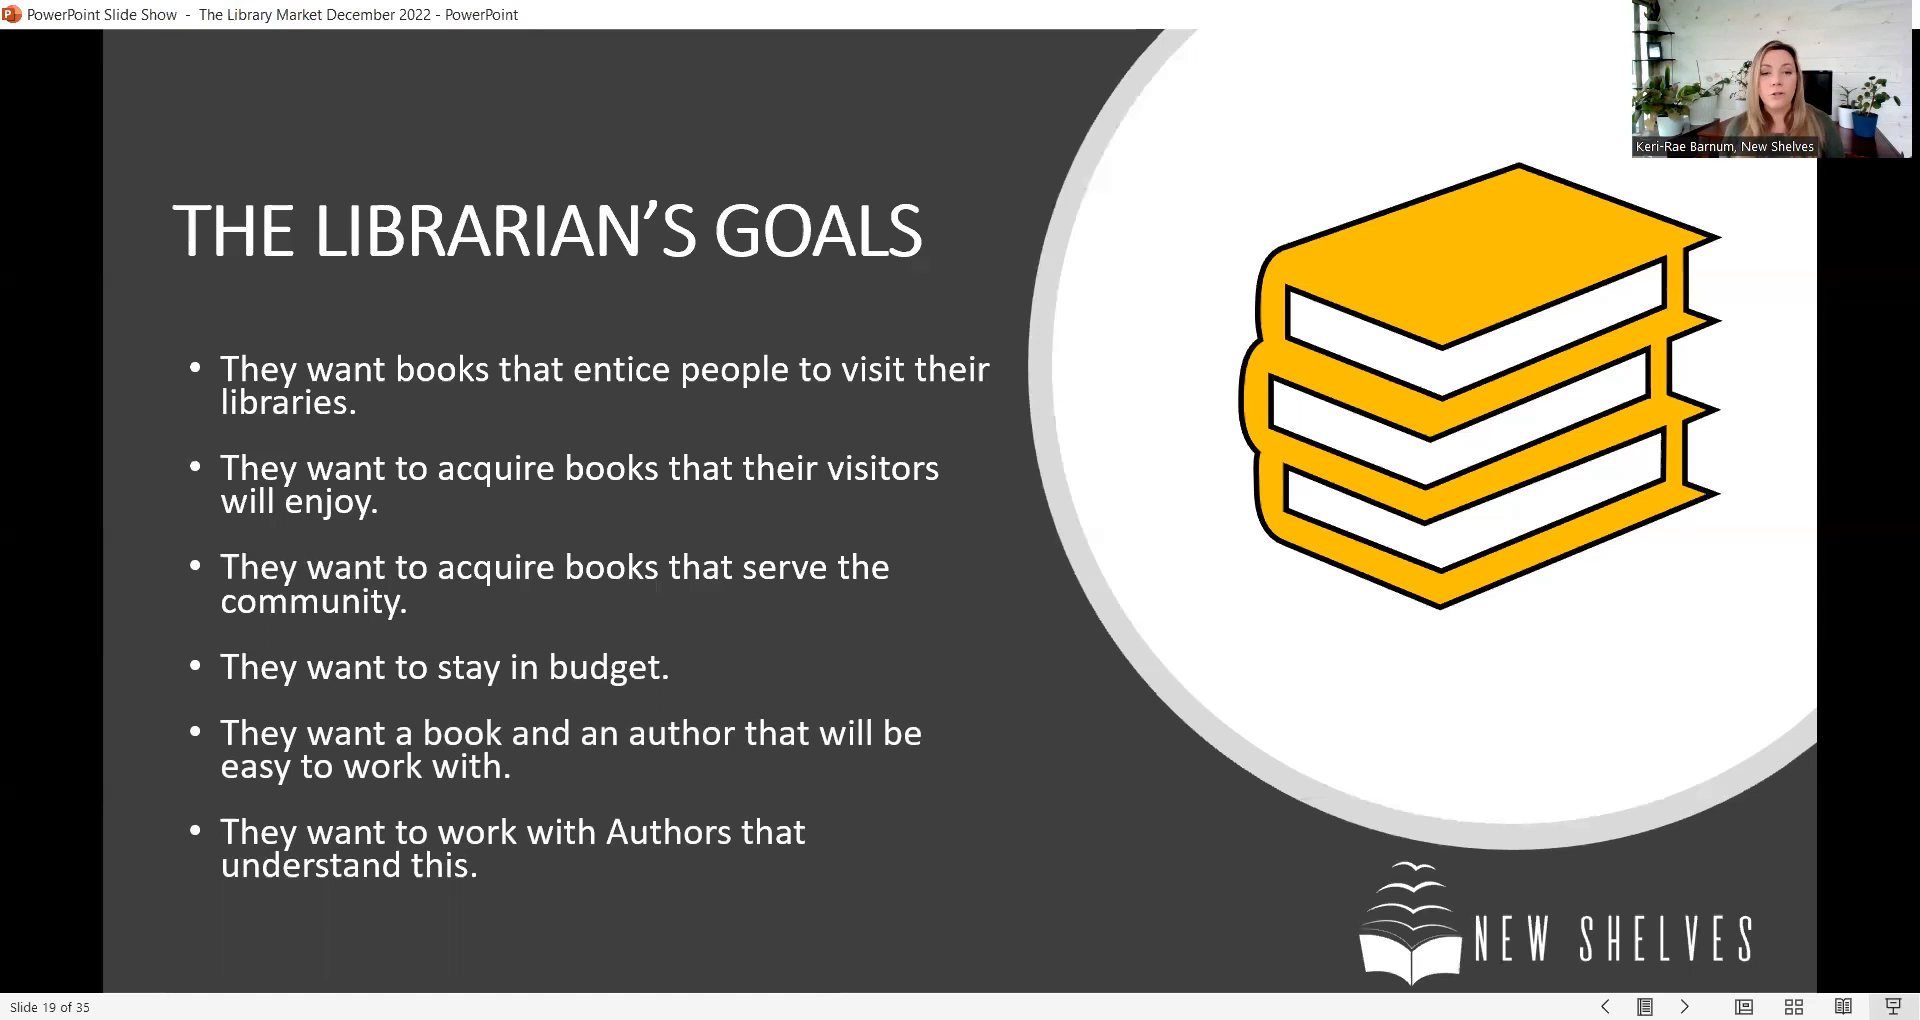 PowerPoint Slide Show - The Library Market December 2022 - PowerPoint
Keri-Rae Barnum, New Shelves
THE LIBRARIAN’S GOALS
• They want books that entice people to visit their
libraries.
• They want to acquire books that their visitors
will enjoy.
• They want to acquire books that serve the
community.
• They want to stay in budget.
• They want a book and an author that will be
easy to work with.
• They want to work with Authors that
understand this.
NEW SHELVES
Slide 19 of 35